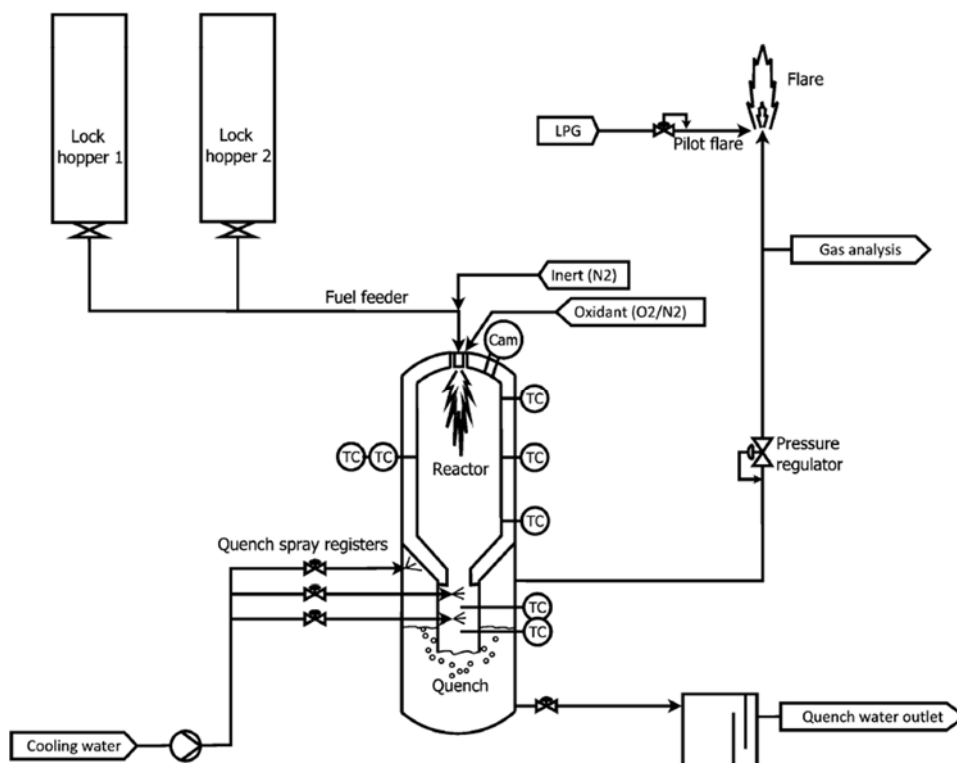 Lock
hopper 1
Lock
hopper 2
Flare
LPG
Pilot flare
Gas analysis
Inert (N2)
Fuel feeder
Oxidant (O2/N2)
Cam
TC
TC
TC
Reactor
TC
Pressure
regulator
TC
Quench spray registers
TC
TC
Quench
Quench water outlet
Cooling water